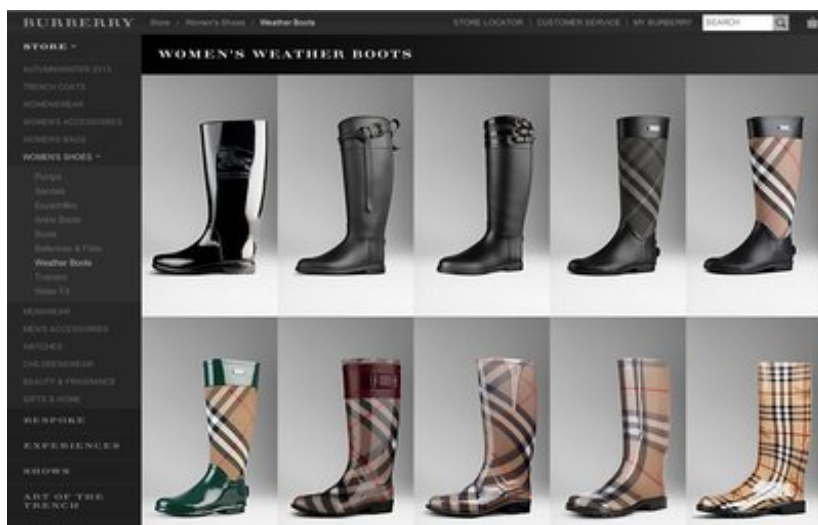 BURBERRY
Store / Women's Shoes / Weather Boots
STORE LOCATOR | CUSTOMER SERVICE | MY BURBERRY
SEARCH
STORE
WOMEN'S WEATHER BOOTS
AUTUMN/WINTER 2013
TRENCH COATS
WOMENSWEAR
WOMEN'S ACCESSORIES
WOMEN'S BAGS
WOMEN'S SHOES
Pumps
Sandals
Espadrilles
Ankle Boots
Boots
Ballerinas & Flats
Weather Boots
Trainers
MENSWEAR
MEN'S ACCESSORIES
WATCHES
CHILDRENSWEAR
BEAUTY & FRAGRANCE
GIFTS & HOME
BESPOKE
EXPERIENCES
SHOWS
ART OF THE
TRENCH